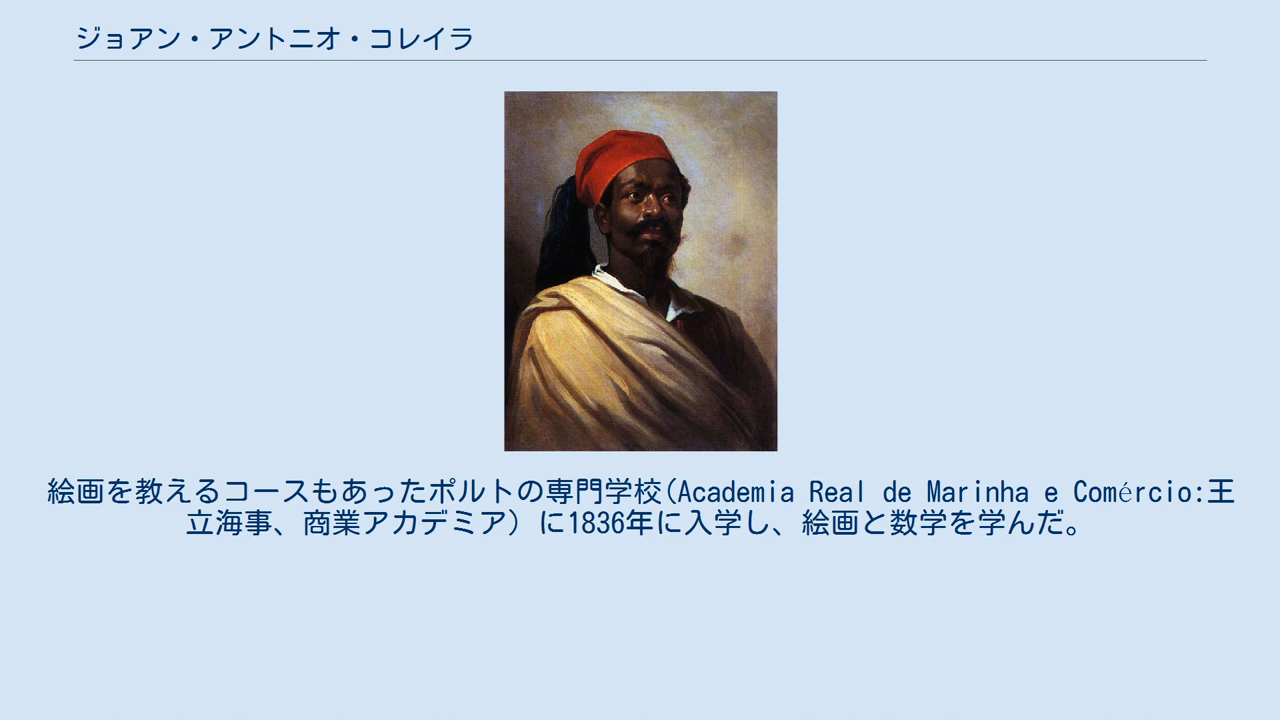 ジョアン・アントニオ・コレイラ
絵画を教えるコースもあったポルトの専門学校(Academia Real de Marinha e Comércio:王
立海事、商業アカデミア）に1836年に入学し、絵画と数学を学んだ。